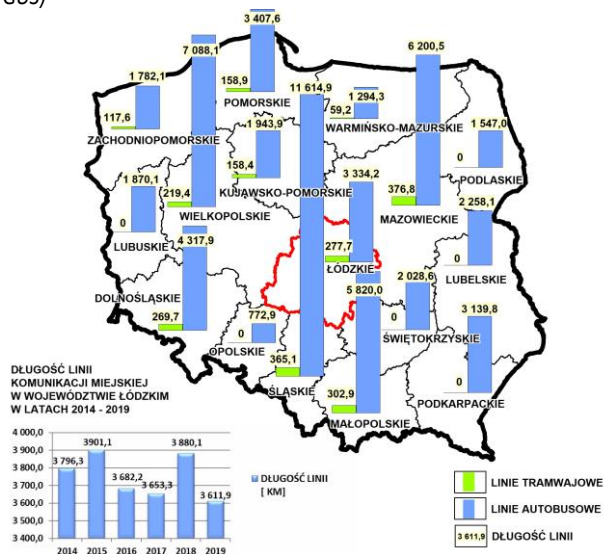 GUS)
3 407,6
7 088,1
6 200,5
1 782,1
158,9
11 614,9
1 294,3
117,6
POMORSKIE
59,2
WARMIŃSKO-MAZURSKIE
1 547,0
ZACHODNIOPOMORSKIE
1 943,9
0
PODLASKIE
1 870,1
158,4
3 334,2
KUJAWSKO-POMORSKIE
376,8
219,4
MAZOWIECKIE
2 258,1
0
WIELKOPOLSKIE
LUBUSKIE
4 317,9
277,7
0
ŁÓDZKIE
LUBELSKIE
5 820,0
2 028,6
DOLNOŚLĄSKIE
269,7
772,9
0
3 139,8
0
ŚWIĘTOKRZYSKIE
OPOLSKIE
365,1
0
ŚLĄSKIE
302,9
PODKARPACKIE
MAŁOPOLSKIE
DŁUGOŚĆ LINII
KOMUNIKACJI MIEJSKIEJ
W WOJEWÓDZTWIE ŁÓDZKIM
W LATACH 2014 - 2019
4 000,0
3 900,0
3 800,0
3 700,0
3 600,0
3 500,0
3 400,0
3 796,3
3901,1
3 682,2
3 653,3
3 880,1
3 611,9
2014 2015 2016 2017 2018 2019
DŁUGOŚĆ LINII
[ KM]
LINIE TRAMWAJOWE
LINIE AUTOBUSOWE
3 611,9 DŁUGOŚĆ LINII